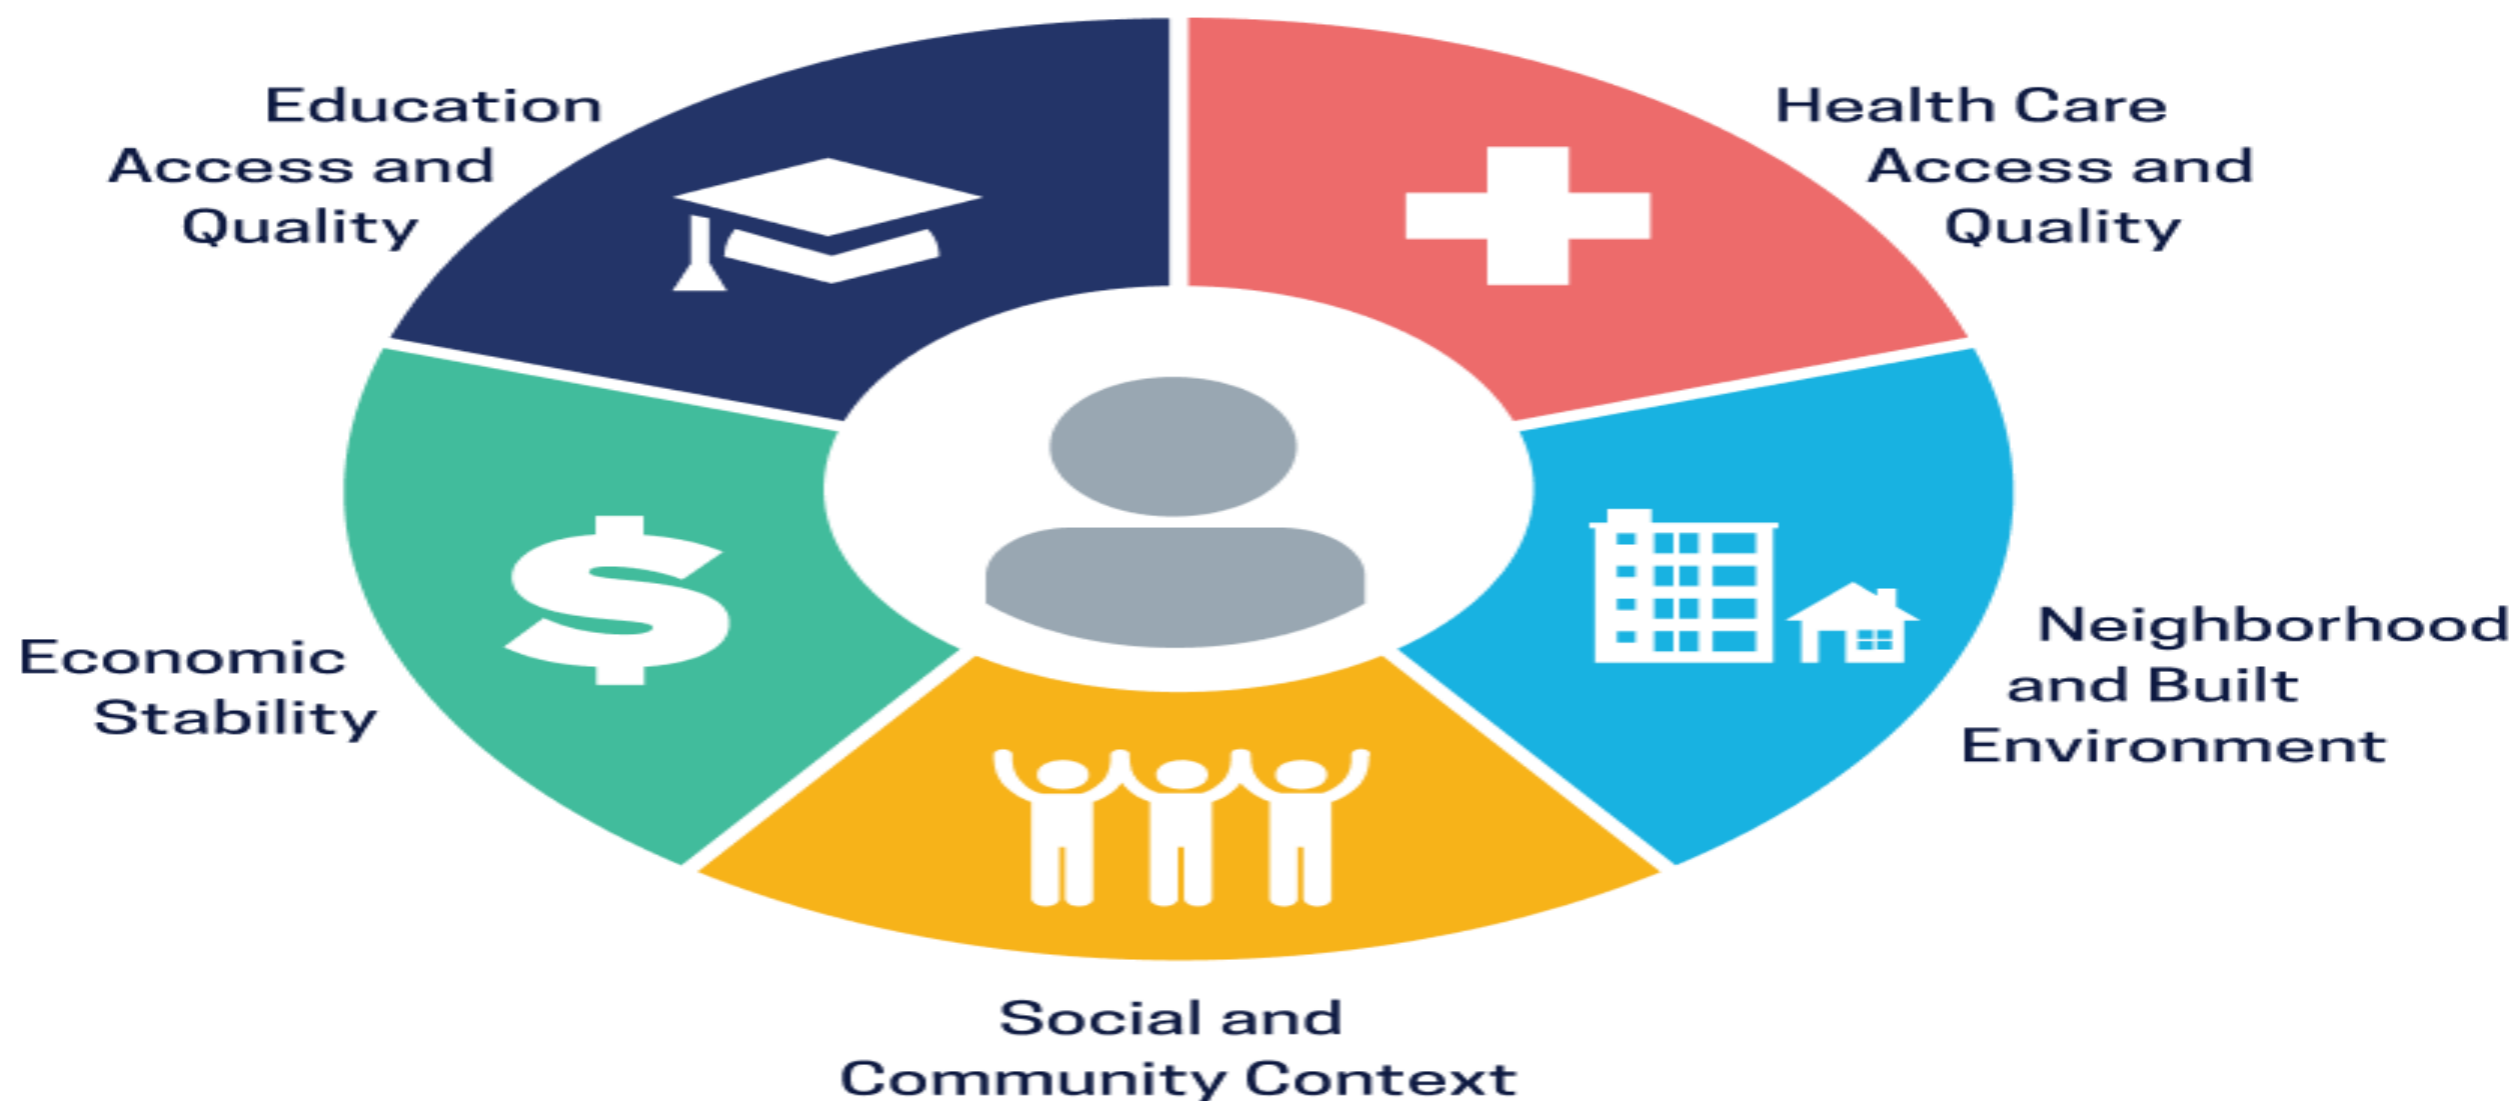 Education
Access and
Quality
Health Care
Access and
Quality
Economic
Stability
Neighborhood
and Built
Environment
Social and
Community Context